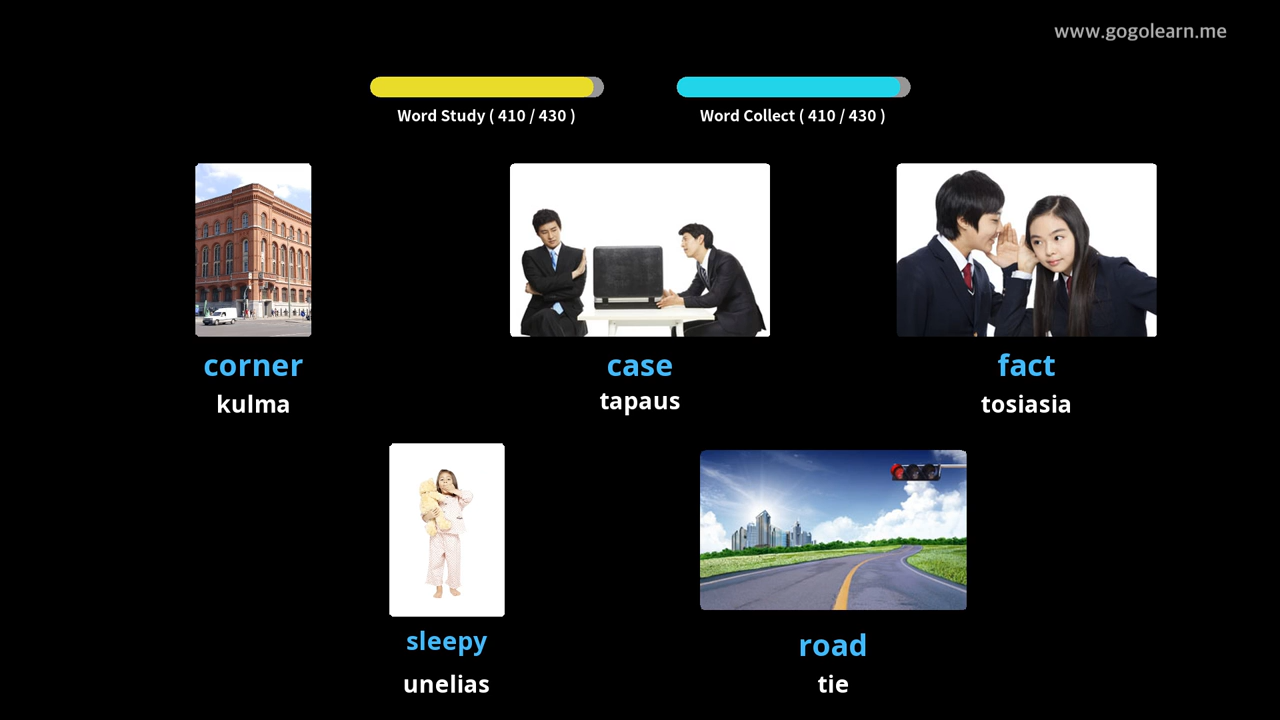 www.gogolearn.me
Word Study ( 410 / 430 )
Word Collect ( 410 / 430 )
corner
kulma
case
tapaus
fact
tosiasia
sleepy
unelias
road
tie